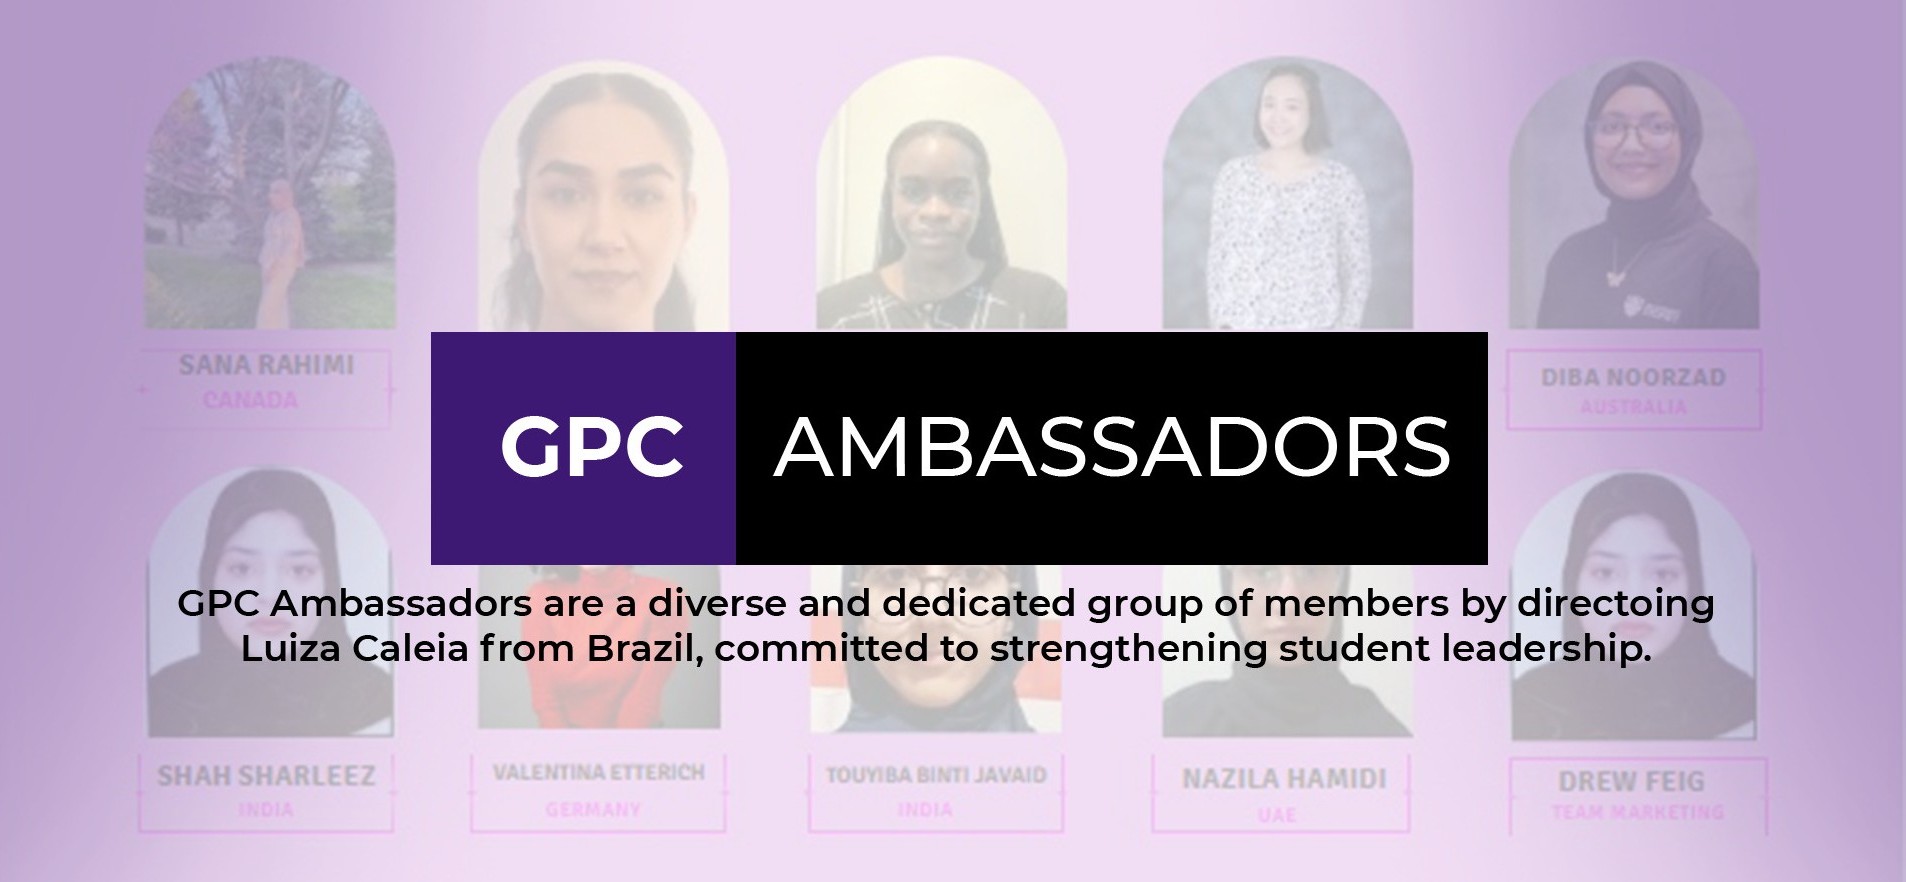 SANA RAHIMI
CANADA
DIBA NOORZAD
AUSTRALIA
GPC AMBASSADORS
GPC Ambassadors are a diverse and dedicated group of members by directoing
Luiza Caleia from Brazil, committed to strengthening student leadership.
SHAH SHARLEEZ
INDIA
VALENTINA ETTERICH
GERMANY
TOUYIBA BINTI JAVAID
INDIA
NAZILA HAMIDI
UAE
DREW FEIG
TEAM MARKETING